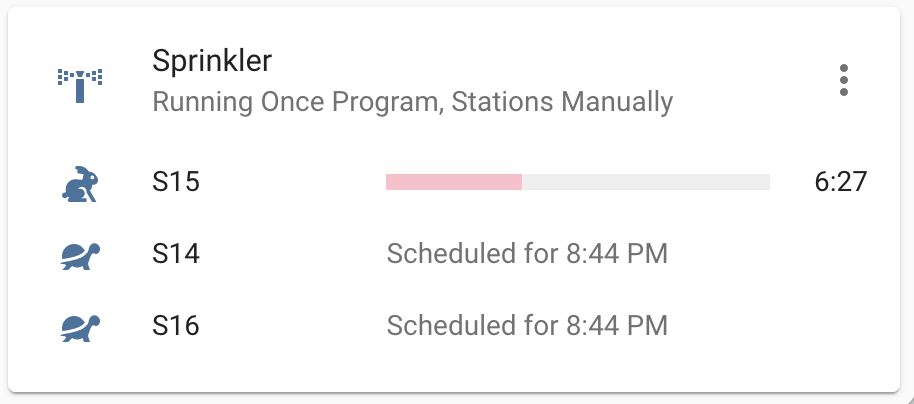 Sprinkler
Running Once Program, Stations Manually
S15 6:27
S14 Scheduled for 8:44 PM
S16 Scheduled for 8:44 PM